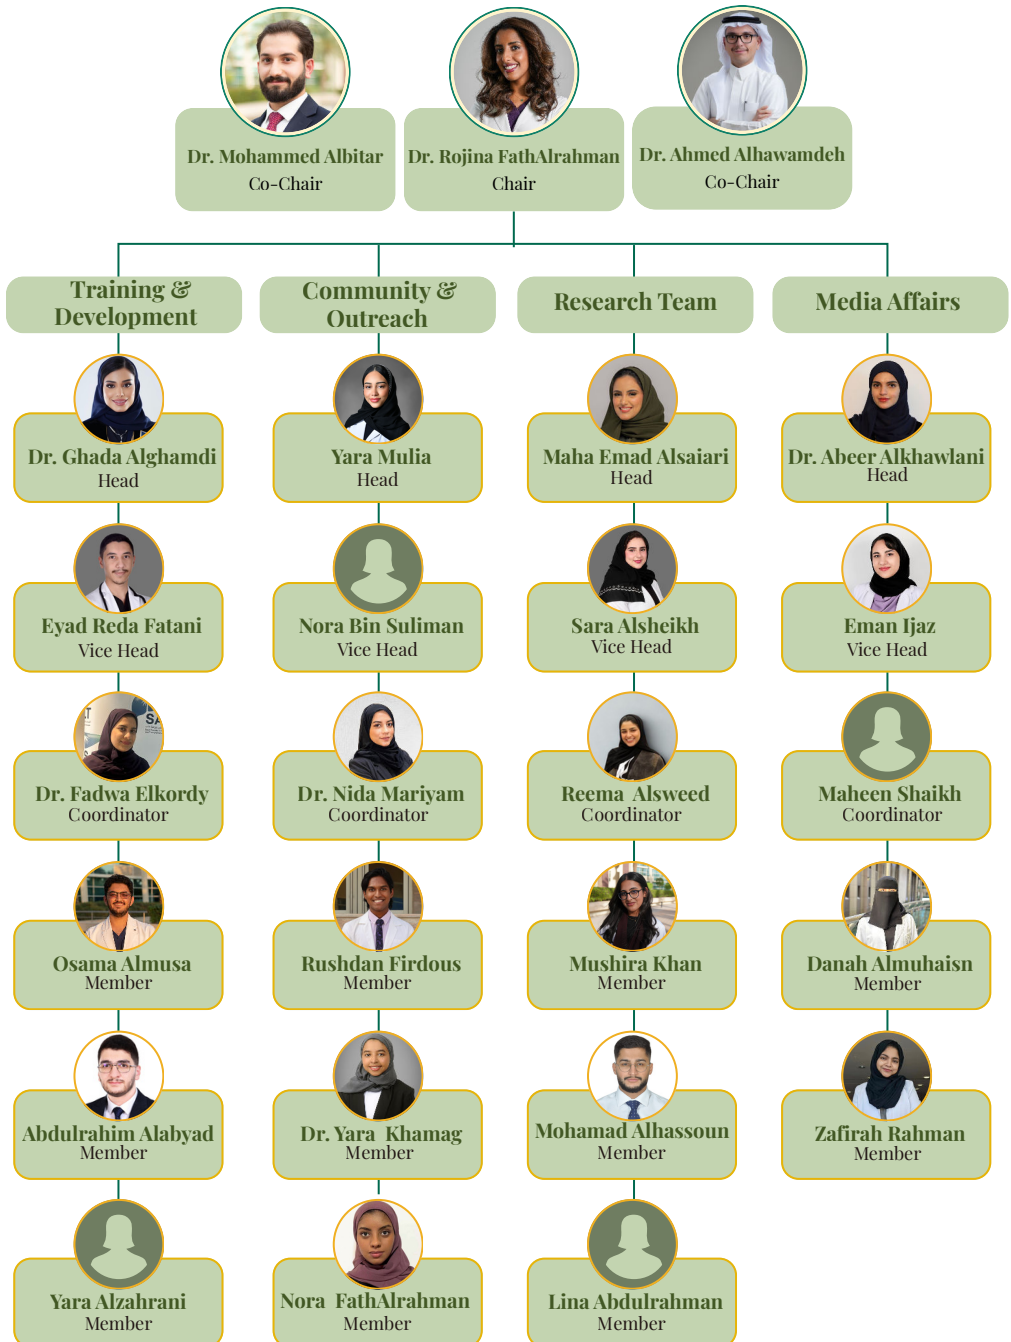 Dr. Mohammed Albitar
Co-Chair
Dr. Rojina FathAlrahman
Chair
Dr. Ahmed Alhawamdeh
Co-Chair
Training &
Development
Community &
Outreach
Research Team
Media Affairs
Dr. Ghada Alghamdi
Head
Yara Mulia
Head
Maha Emad Alsaiari
Head
Dr. Abeer Alkhawlani
Head
Eyad Reda Fatani
Vice Head
Nora Bin Suliman
Vice Head
Sara Alsheikh
Vice Head
Eman Ijaz
Vice Head
Dr. Fadwa Elkordy
Coordinator
Dr. Nida Mariyam
Coordinator
Reema Alsweed
Coordinator
Maheen Shaikh
Coordinator
Osama Almusa
Member
Rushdan Firdous
Member
Mushira Khan
Member
Danah Almuhaisn
Member
Abdulrahim Alabyad
Member
Dr. Yara Khamag
Member
Mohamad Alhassoun
Member
Zafirah Rahman
Member
Yara Alzahrani
Member
Nora FathAlrahman
Member
Lina Abdulrahman
Member